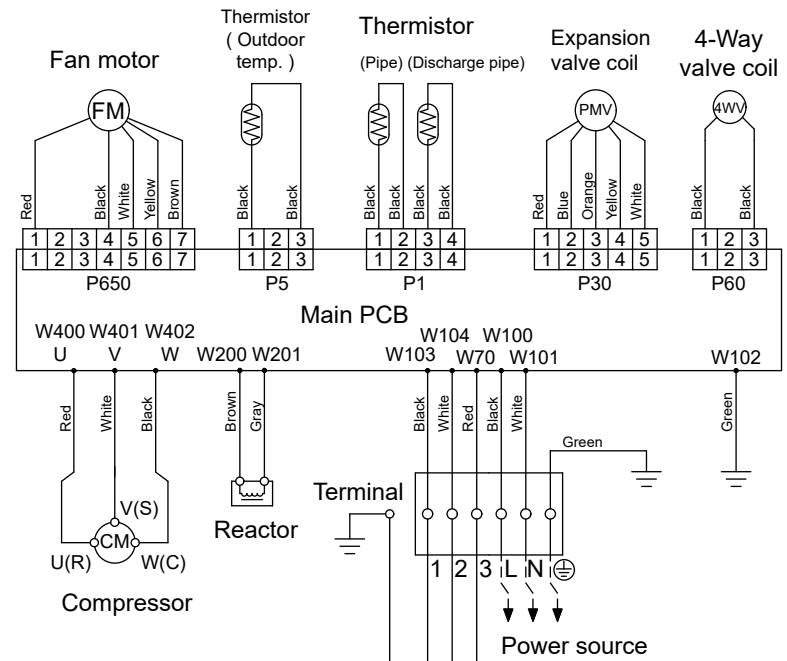 Thermistor
( Outdoor
temp. )
Thermistor
(Pipe) (Discharge pipe)
Expansion
valve coil
4-Way
valve coil
Fan motor
FM
PMV
4WV
Red
Black
White
Yellow
Brown
Black
Black
Black
Black
Black
Black
Red
Blue
Orange
Yellow
White
Black
Black
1 2 3 4 5 6 7
1 2 3 4 5 6 7
P650
1 2 3
1 2 3
P5
1 2 3 4
1 2 3 4
P1
1 2 3 4 5
1 2 3 4 5
P30
1 2 3
1 2 3
P60
Main PCB
W400 W401 W402
U V W
W200 W201
W104 W100
W103 W70 W101
W102
Red
White
Black
Brown
Gray
Black
White
Red
Black
White
Green
Green
Terminal
V(S)
CM
U(R) W(C)
Compressor
Reactor
1 2 3 L N
Power source